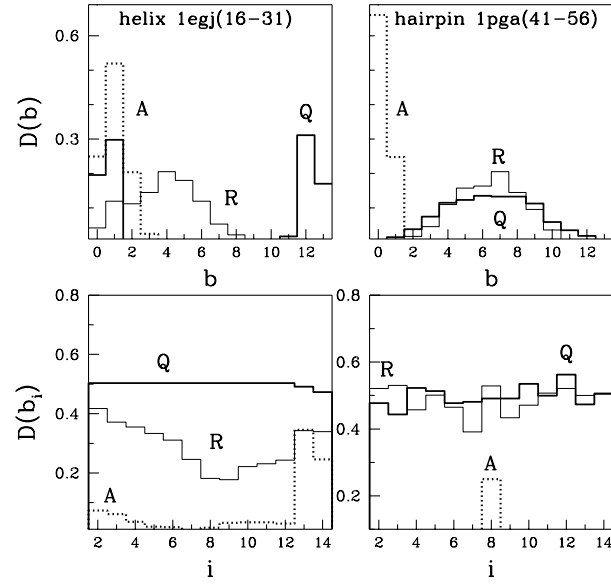 helix 1egj(16−31)
hairpin 1pga(41−56)
0.6
A
Q
A
D(b)
0.3
R
R
Q
0 2 4 6 8 10 12
0 2 4 6 8 10 12
b
b
0.8
0.8
Q
Q
R
0.6
0.6
D(b_i)
0.4
R
0.4
A
0.2
A
0.2
2 4 6 8 10 12 14
2 4 6 8 10 12 14
i
i